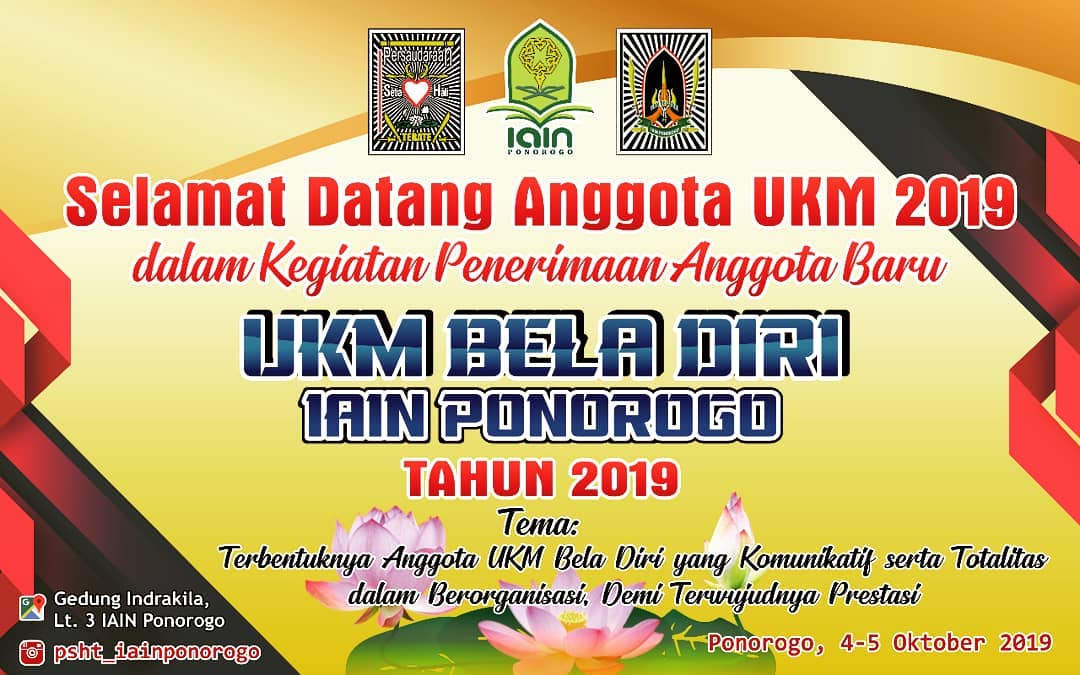 Persaudaraan
Setia Hati
TERATE
IAIN
PONOROGO
IAIN PONOROGO
Selamat Datang Anggota UKM 2019
dalam Kegiatan Penerimaan Anggota Baru
UKM BELA DIRI
IAIN PONOROGO
TAHUN 2019
Tema:
Terbentuknya Anggota UKM Bela Diri yang Komunikatif serta Totalitas
dalam Berorganisasi, Demi Terwujudnya Prestasi
Gedung Indrakila,
Lt. 3 IAIN Ponorogo
psht_iainponorogo
Ponorogo, 4-5 Oktober 2019